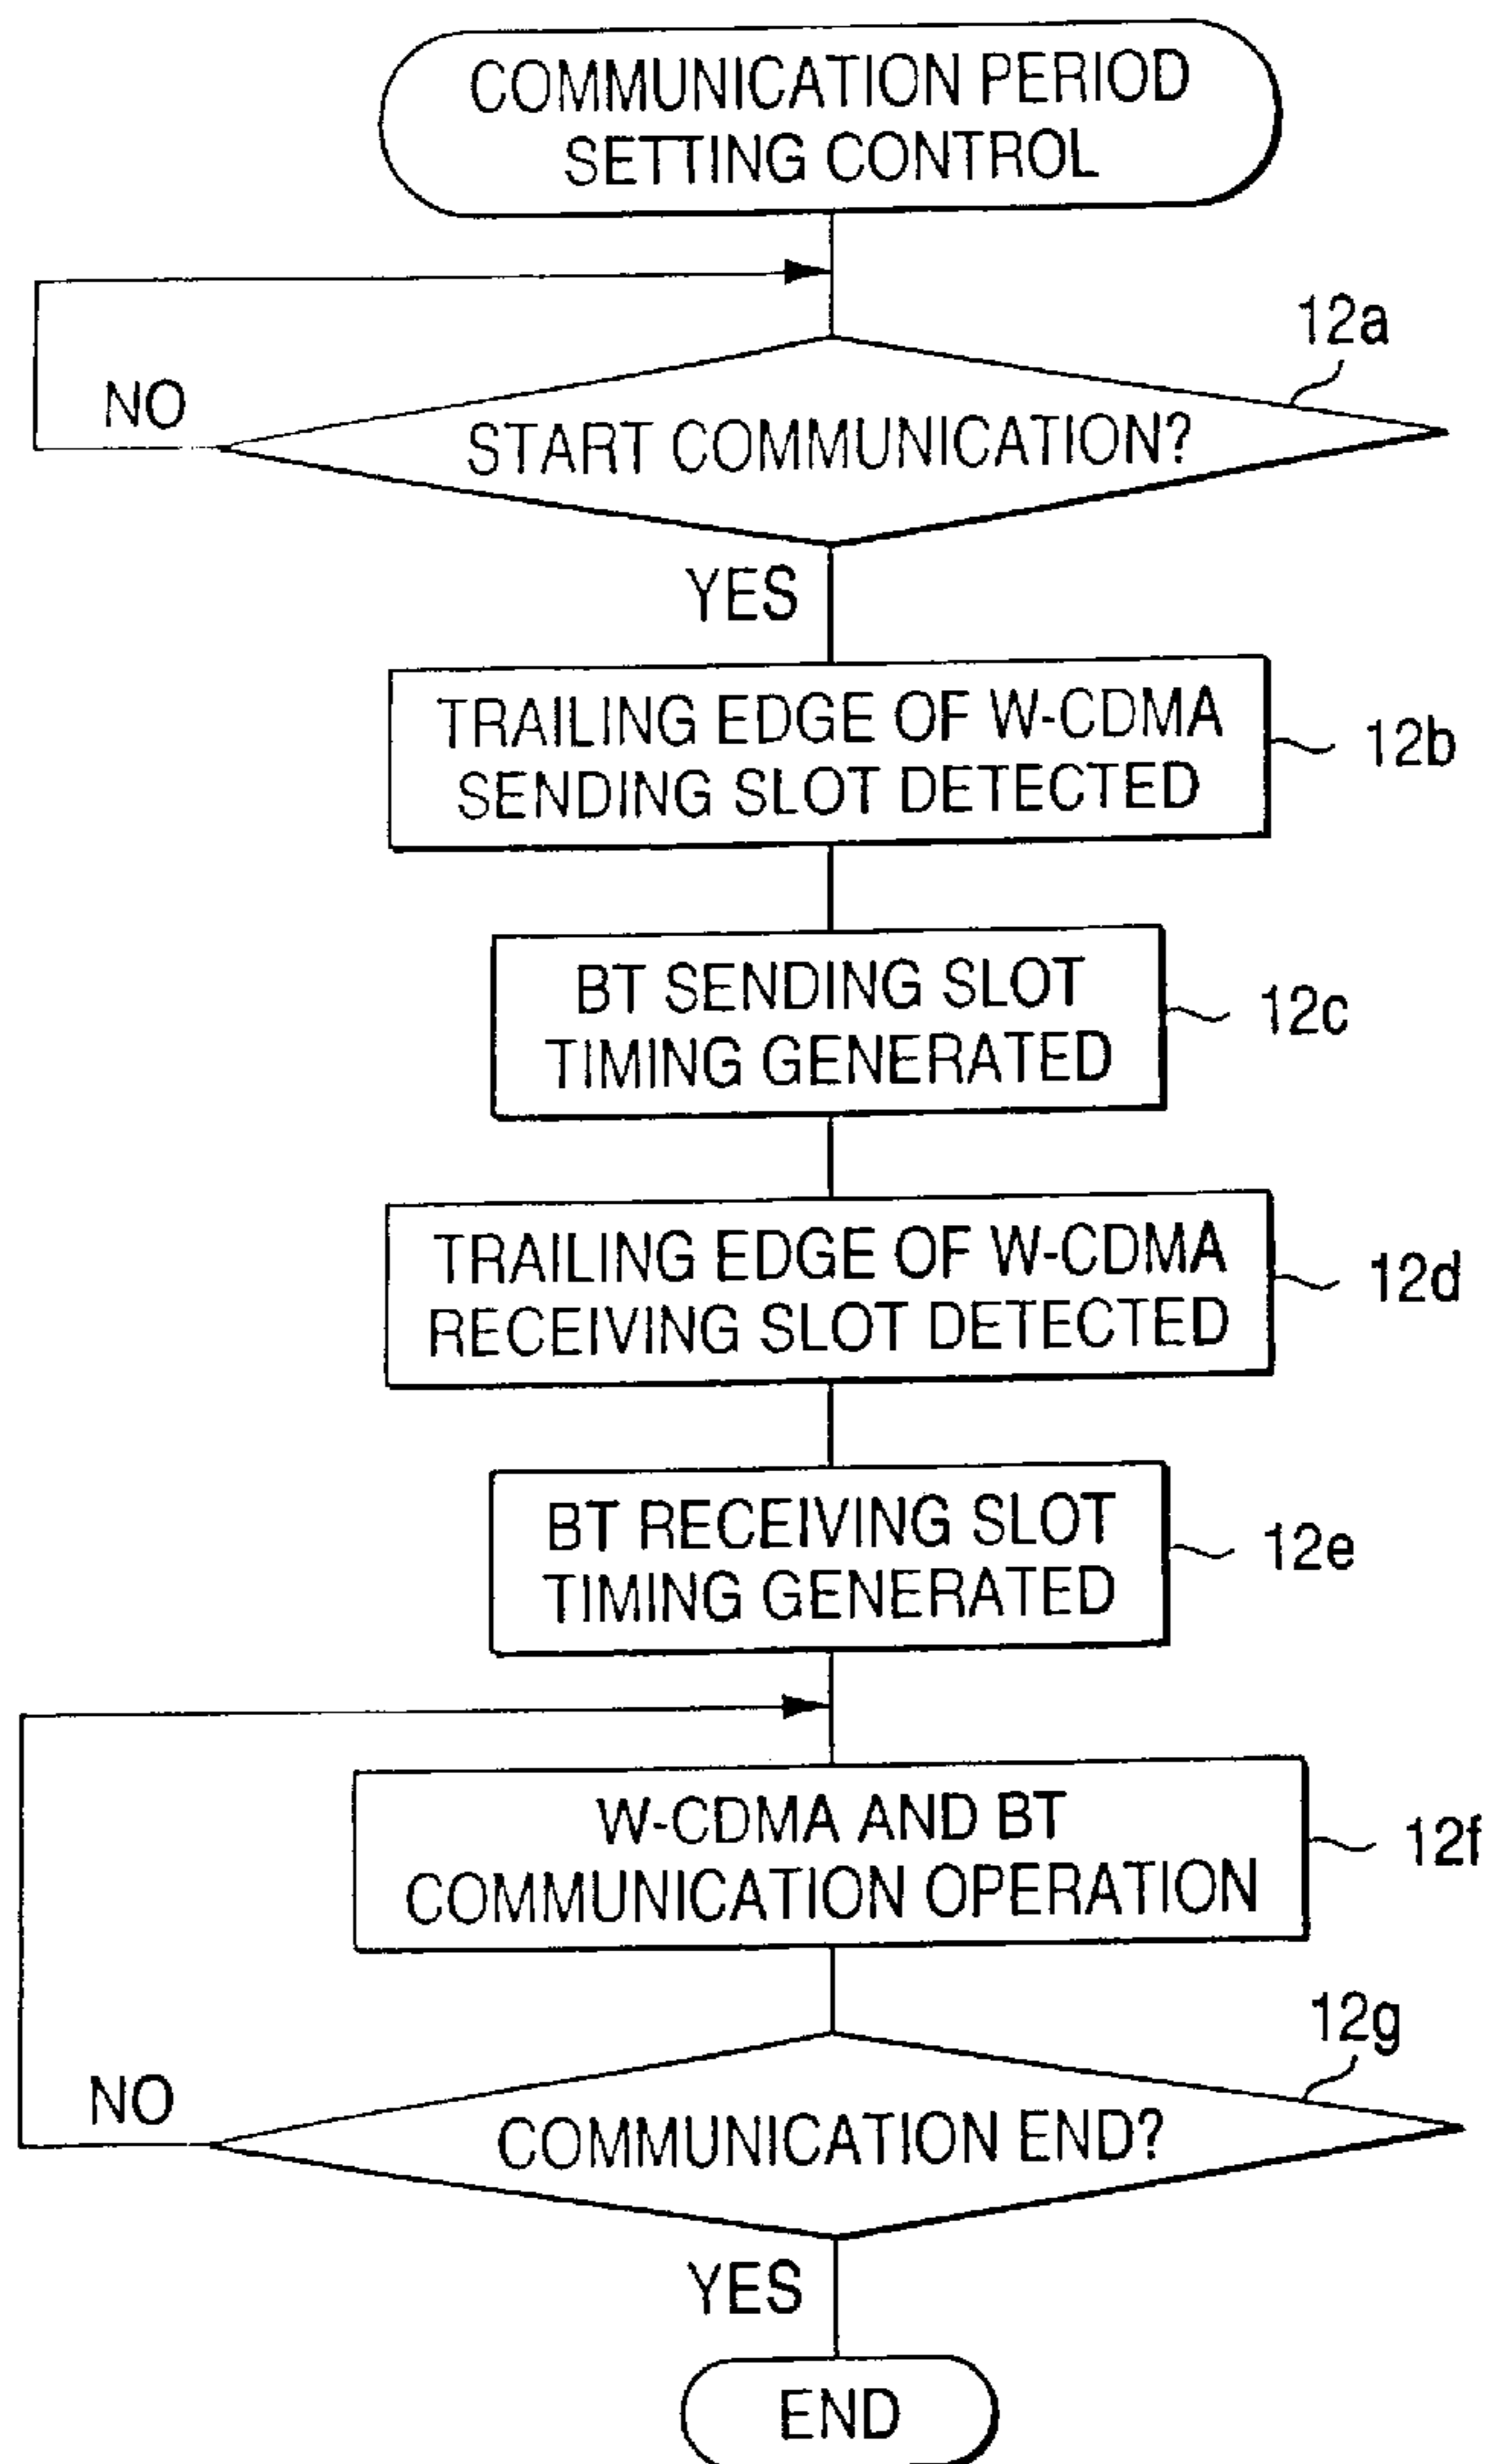 COMMUNICATION PERIOD
SETTING CONTROL
12a
NO
START COMMUNICATION?
YES
TRAILING EDGE OF W-CDMA
SENDING SLOT DETECTED
12b
BT SENDING SLOT
TIMING GENERATED
12c
TRAILING EDGE OF W-CDMA
RECEIVING SLOT DETECTED
12d
BT RECEIVING SLOT
TIMING GENERATED
12e
W-CDMA AND BT
COMMUNICATION OPERATION
12f
12g
NO
COMMUNICATION END?
YES
END